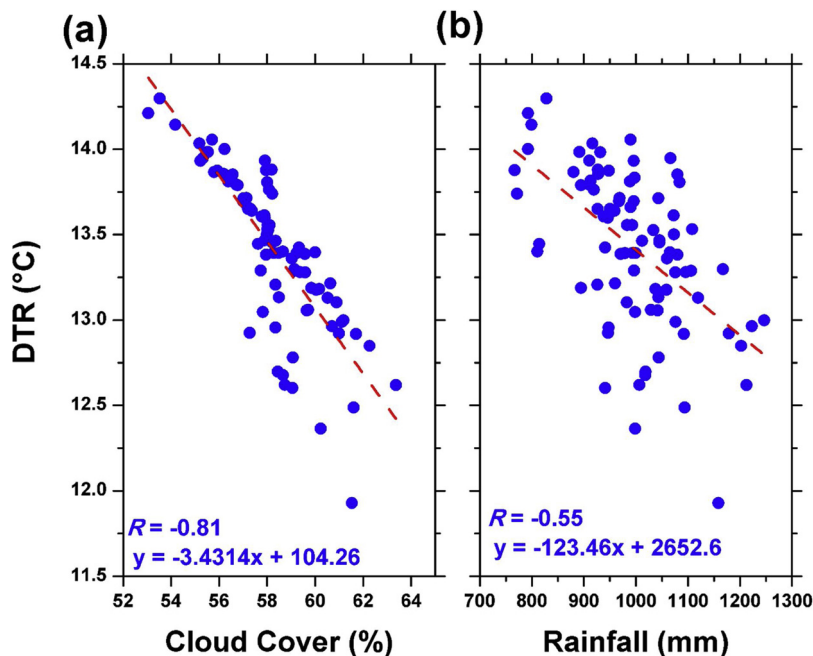 (a)
(b)
14.5
14.0
13.5
13.0
12.5
12.0
11.5
DTR (°C)
R = -0.81
y = -3.4314x + 104.26
R = -0.55
y = -123.46x + 2652.6
52 54 56 58 60 62 64
700 800 900 1000 1100 1200 1300
Cloud Cover (%)
Rainfall (mm)